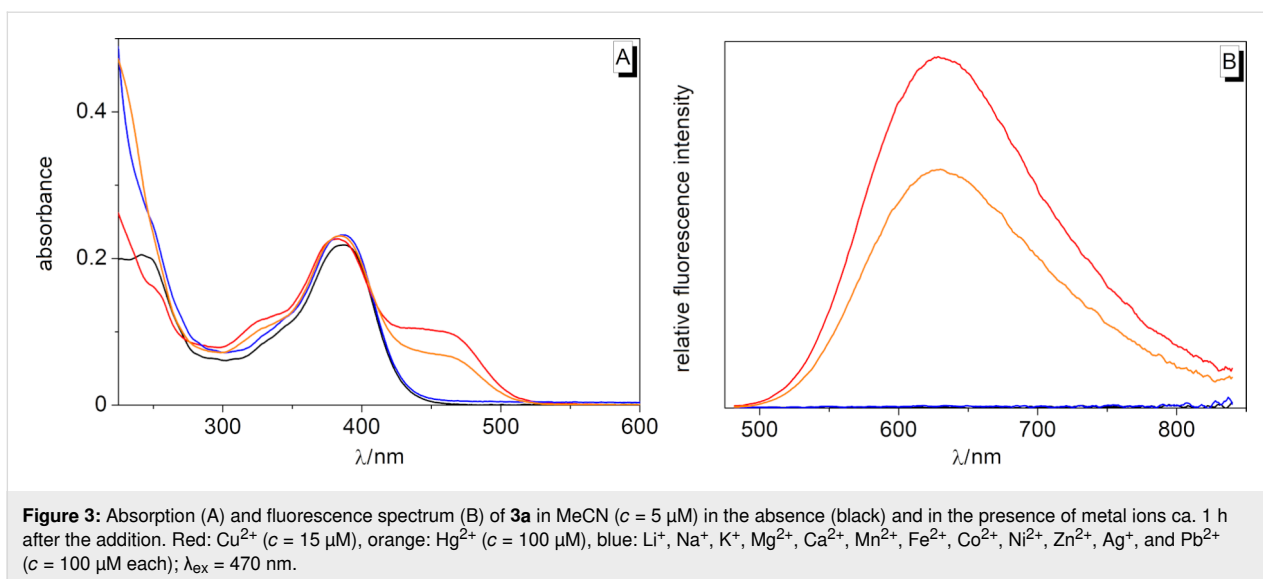 A
0.4
0.2
0
absorbance
300
400
500
600
λ/nm
B
relative fluorescence intensity
500
600
700
800
λ/nm
Figure 3: Absorption (A) and fluorescence spectrum (B) of 3a in MeCN (c = 5 µM) in the absence (black) and in the presence of metal ions ca. 1 h
after the addition. Red: Cu²⁺ (c = 15 µM), orange: Hg²⁺ (c = 100 µM), blue: Li⁺, Na⁺, K⁺, Mg²⁺, Ca²⁺, Mn²⁺, Fe²⁺, Co²⁺, Ni²⁺, Zn²⁺, Ag⁺, and Pb²⁺
(c = 100 µM each); λex = 470 nm.